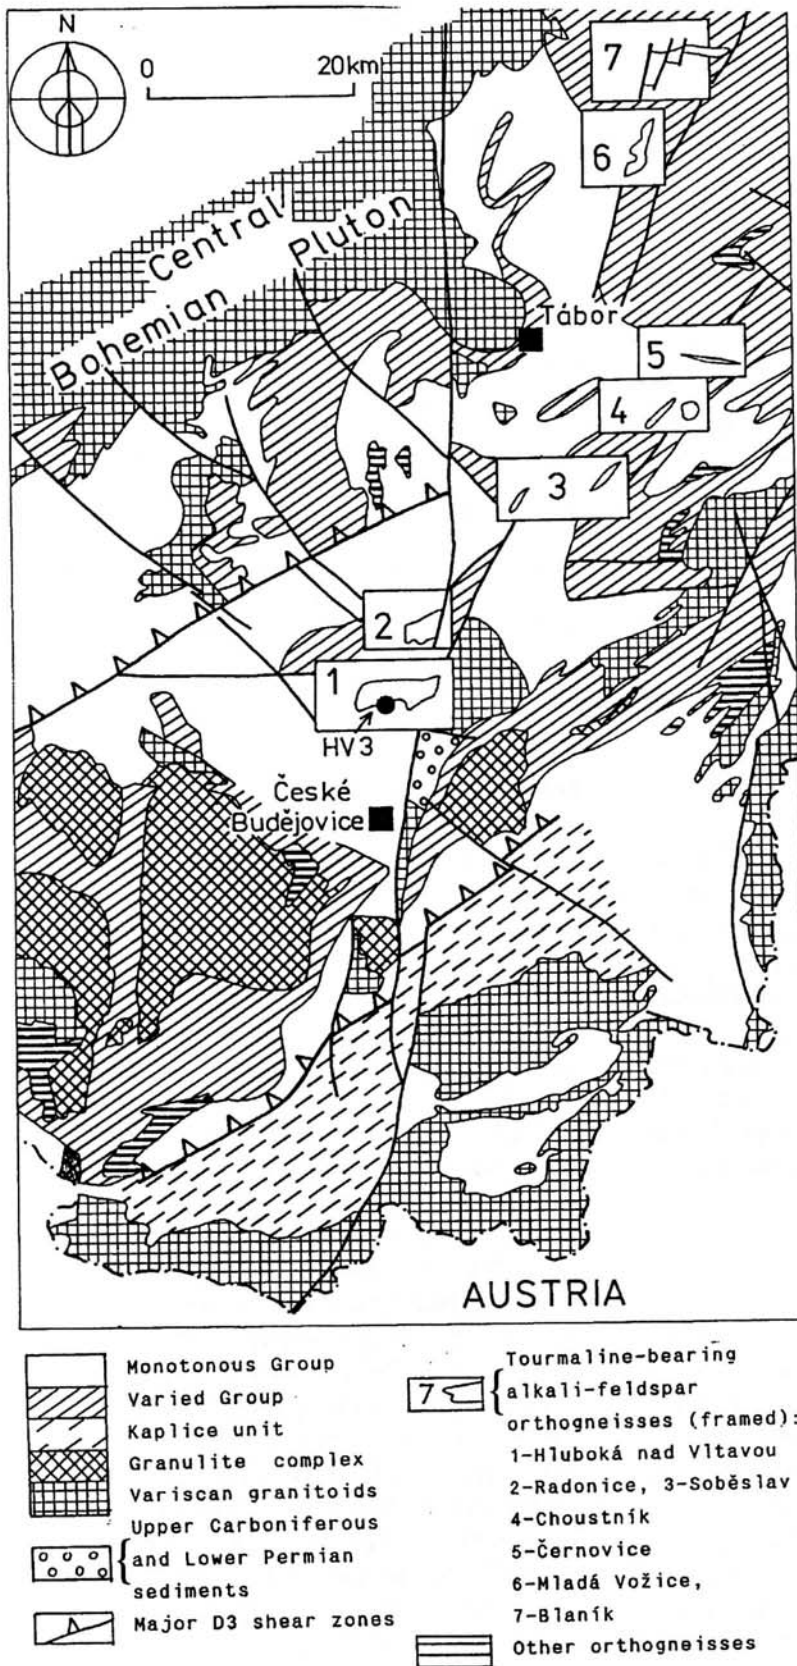 N
0 20km
7
6
Central
Bohemian Pluton
Tábor
5
4
3
2
1
HV3
České
Budějovice
AUSTRIA
Monotonous Group
Varied Group
Kaplice unit
Granulite complex
Variscan granitoids
Upper Carboniferous
and Lower Permian
sediments
Major D3 shear zones
7
Tourmaline-bearing
alkali-feldspar
orthogneisses (framed):
1-Hluboká nad Vltavou
2-Radonice, 3-Soběslav
4-Choustník
5-Černovice
6-Mladá Vožice,
7-Blaník
Other orthogneisses